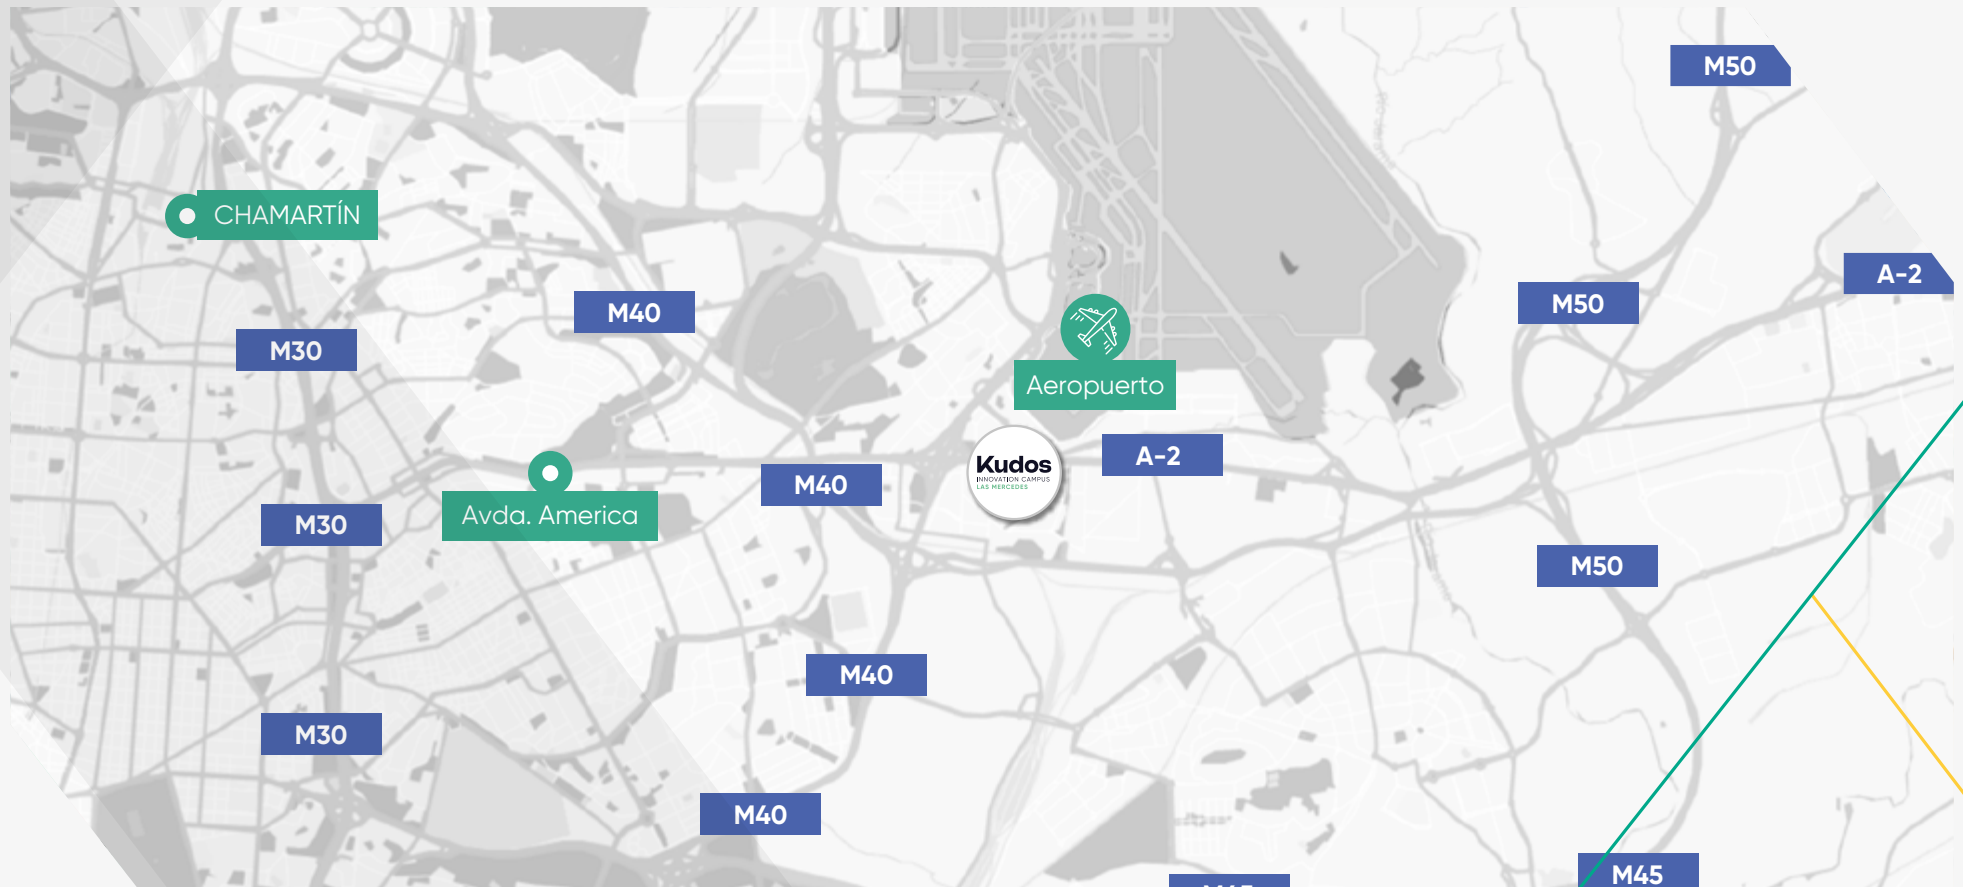 M50
CHAMARTÍN
A-2
M50
M40
M30
Aeropuerto
A-2
Kudos
INNOVATION CAMPUS
LAS MERCEDES
M40
Avda. America
M30
M50
M40
M30
M40
M45